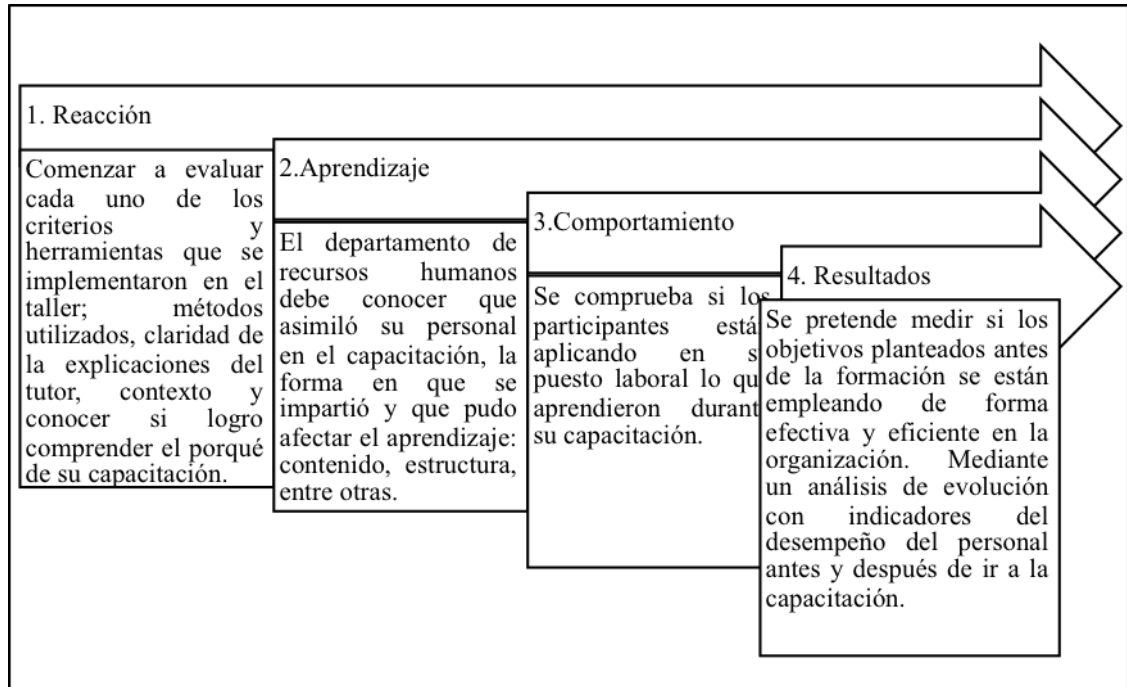 1. Reacción
Comenzar a evaluar
cada uno de los
criterios y
herramientas que se
implementaron en el
taller; métodos
utilizados, claridad de
la explicaciones del
tutor, contexto y
conocer si logro
comprender el porqué
de su capacitación.
2.Aprendizaje
El departamento de
recursos humanos
debe conocer que
asimiló su personal
en el capacitación, la
forma en que se
impartió y que pudo
afectar el aprendizaje:
contenido, estructura,
entre otras.
3.Comportamiento
Se comprueba si los
participantes está
aplicando en s
puesto laboral lo qu
aprendieron durant
su capacitación.
4. Resultados
Se pretende medir si los
objetivos planteados antes
de la formación se están
empleando de forma
efectiva y eficiente en la
organización. Mediante
un análisis de evolución
con indicadores del
desempeño del personal
antes y después de ir a la
capacitación.